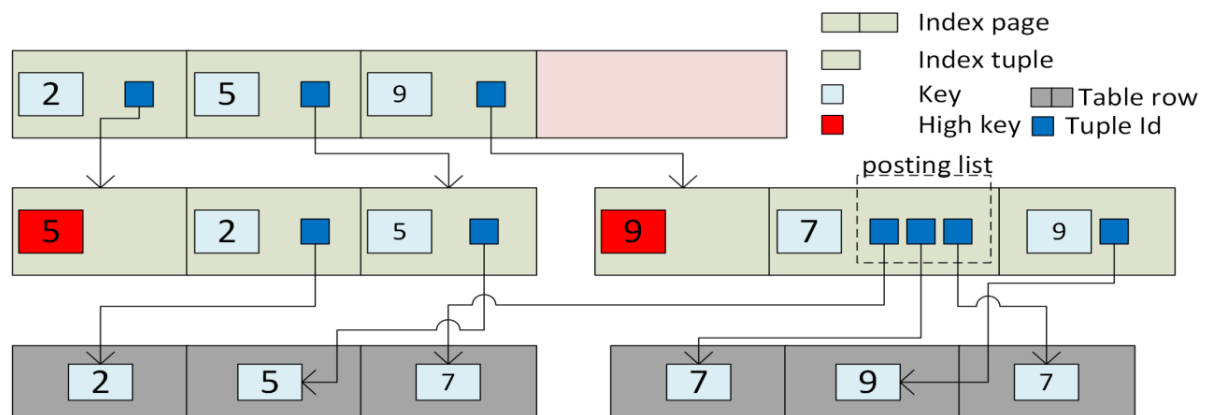 Index page
2 5 9
Index tuple
Key
Table row
High key
Tuple Id
posting list
5 2 5
9 7 9
2 5 7
7 9 7